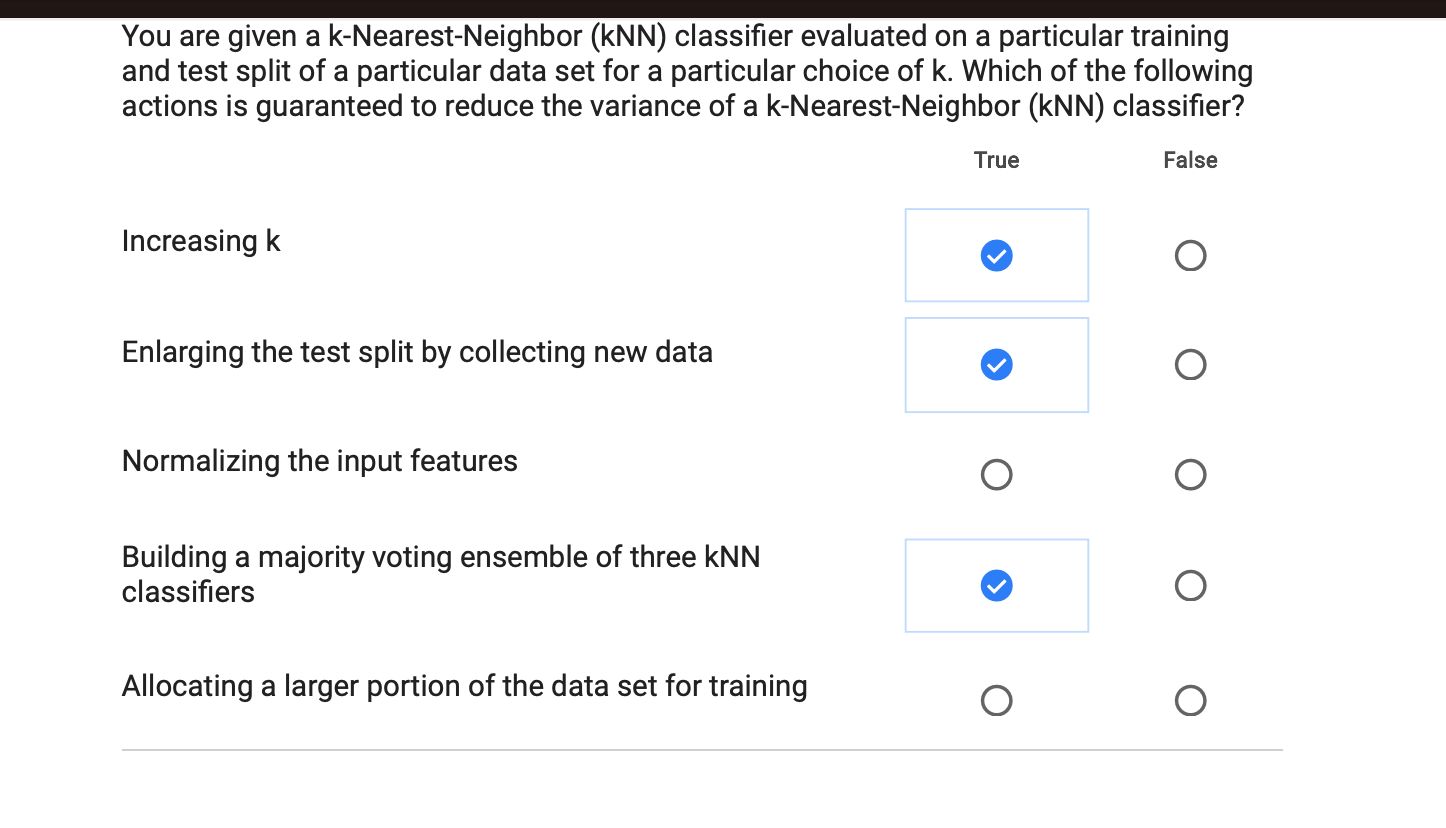 You are given a k-Nearest-Neighbor (kNN) classifier evaluated on a particular training
and test split of a particular data set for a particular choice of k. Which of the following
actions is guaranteed to reduce the variance of a k-Nearest-Neighbor (kNN) classifier?
True False
Increasing k
Enlarging the test split by collecting new data
Normalizing the input features
Building a majority voting ensemble of three kNN
classifiers
Allocating a larger portion of the data set for training